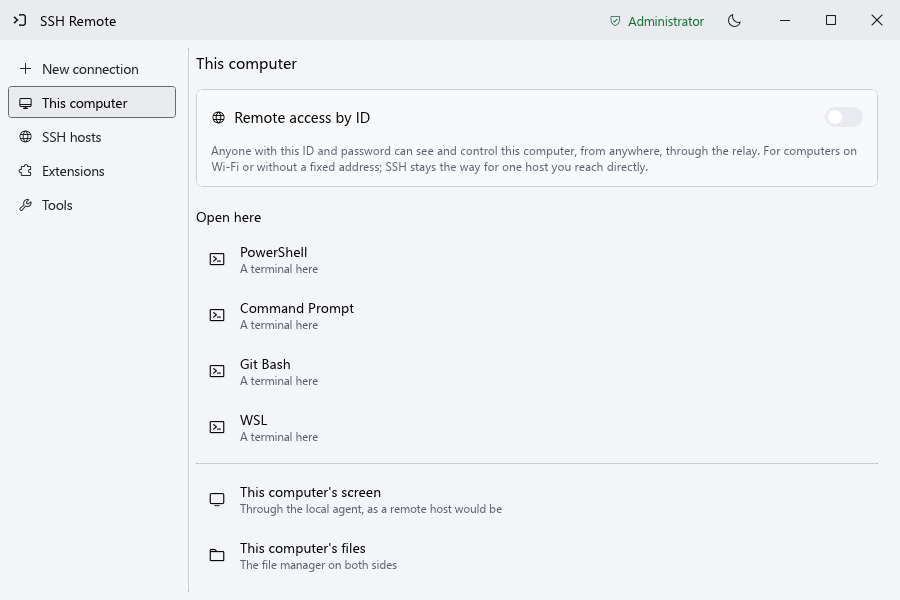 SSH Remote
Administrator
New connection
This computer
SSH hosts
Extensions
Tools
This computer
Remote access by ID
Anyone with this ID and password can see and control this computer, from anywhere, through the relay. For computers on
Wi-Fi or without a fixed address; SSH stays the way for one host you reach directly.
Open here
PowerShell
A terminal here
Command Prompt
A terminal here
Git Bash
A terminal here
WSL
A terminal here
This computer's screen
Through the local agent, as a remote host would be
This computer's files
The file manager on both sides